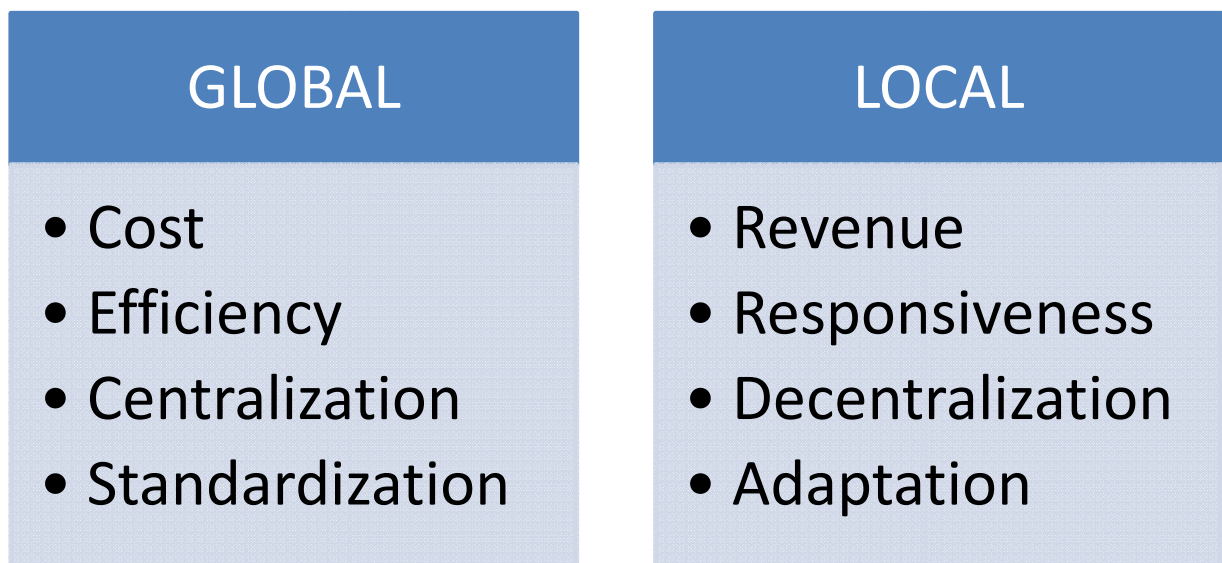 GLOBAL
• Cost
• Efficiency
• Centralization
• Standardization
LOCAL
• Revenue
• Responsiveness
• Decentralization
• Adaptation